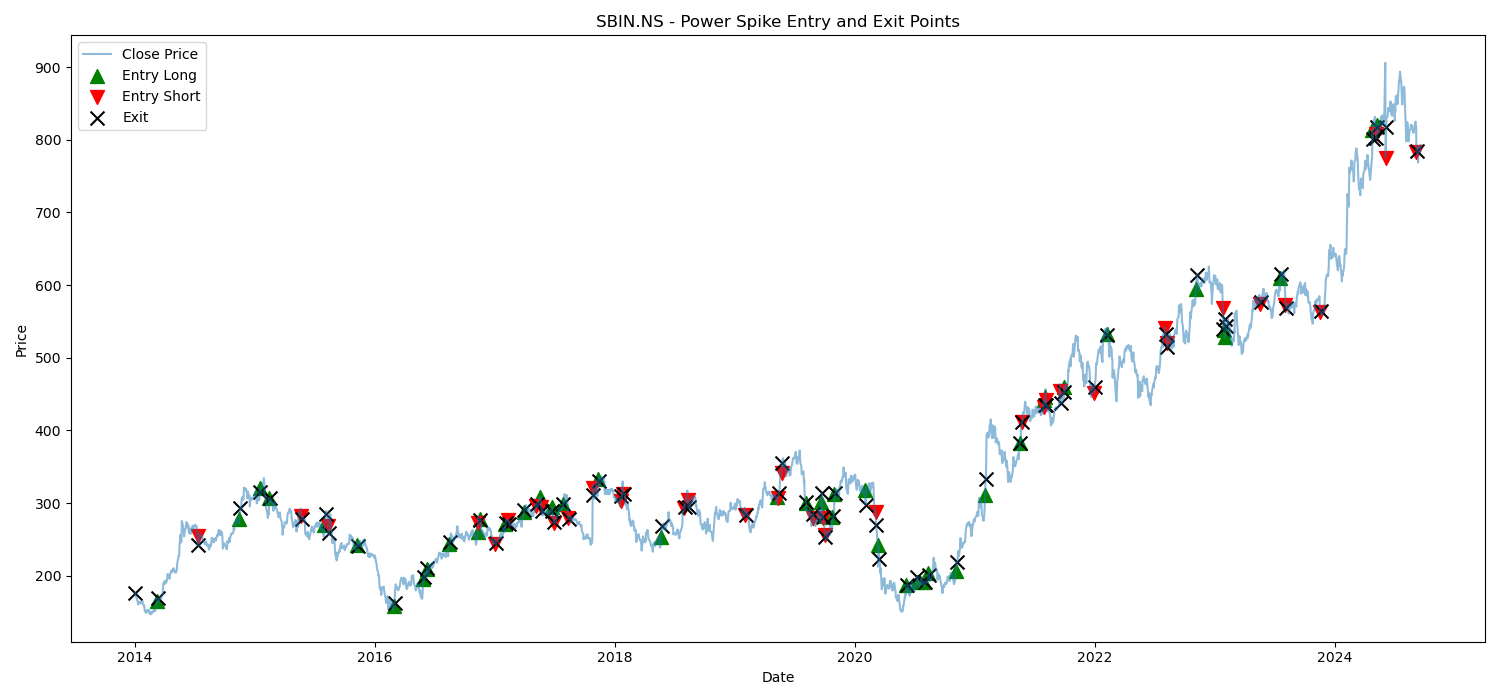 SBIN.NS - Power Spike Entry and Exit Points
Close Price
Entry Long
Entry Short
Exit
900
800
700
600
500
400
300
200
Price
2014 2016 2018 2020 2022 2024
Date